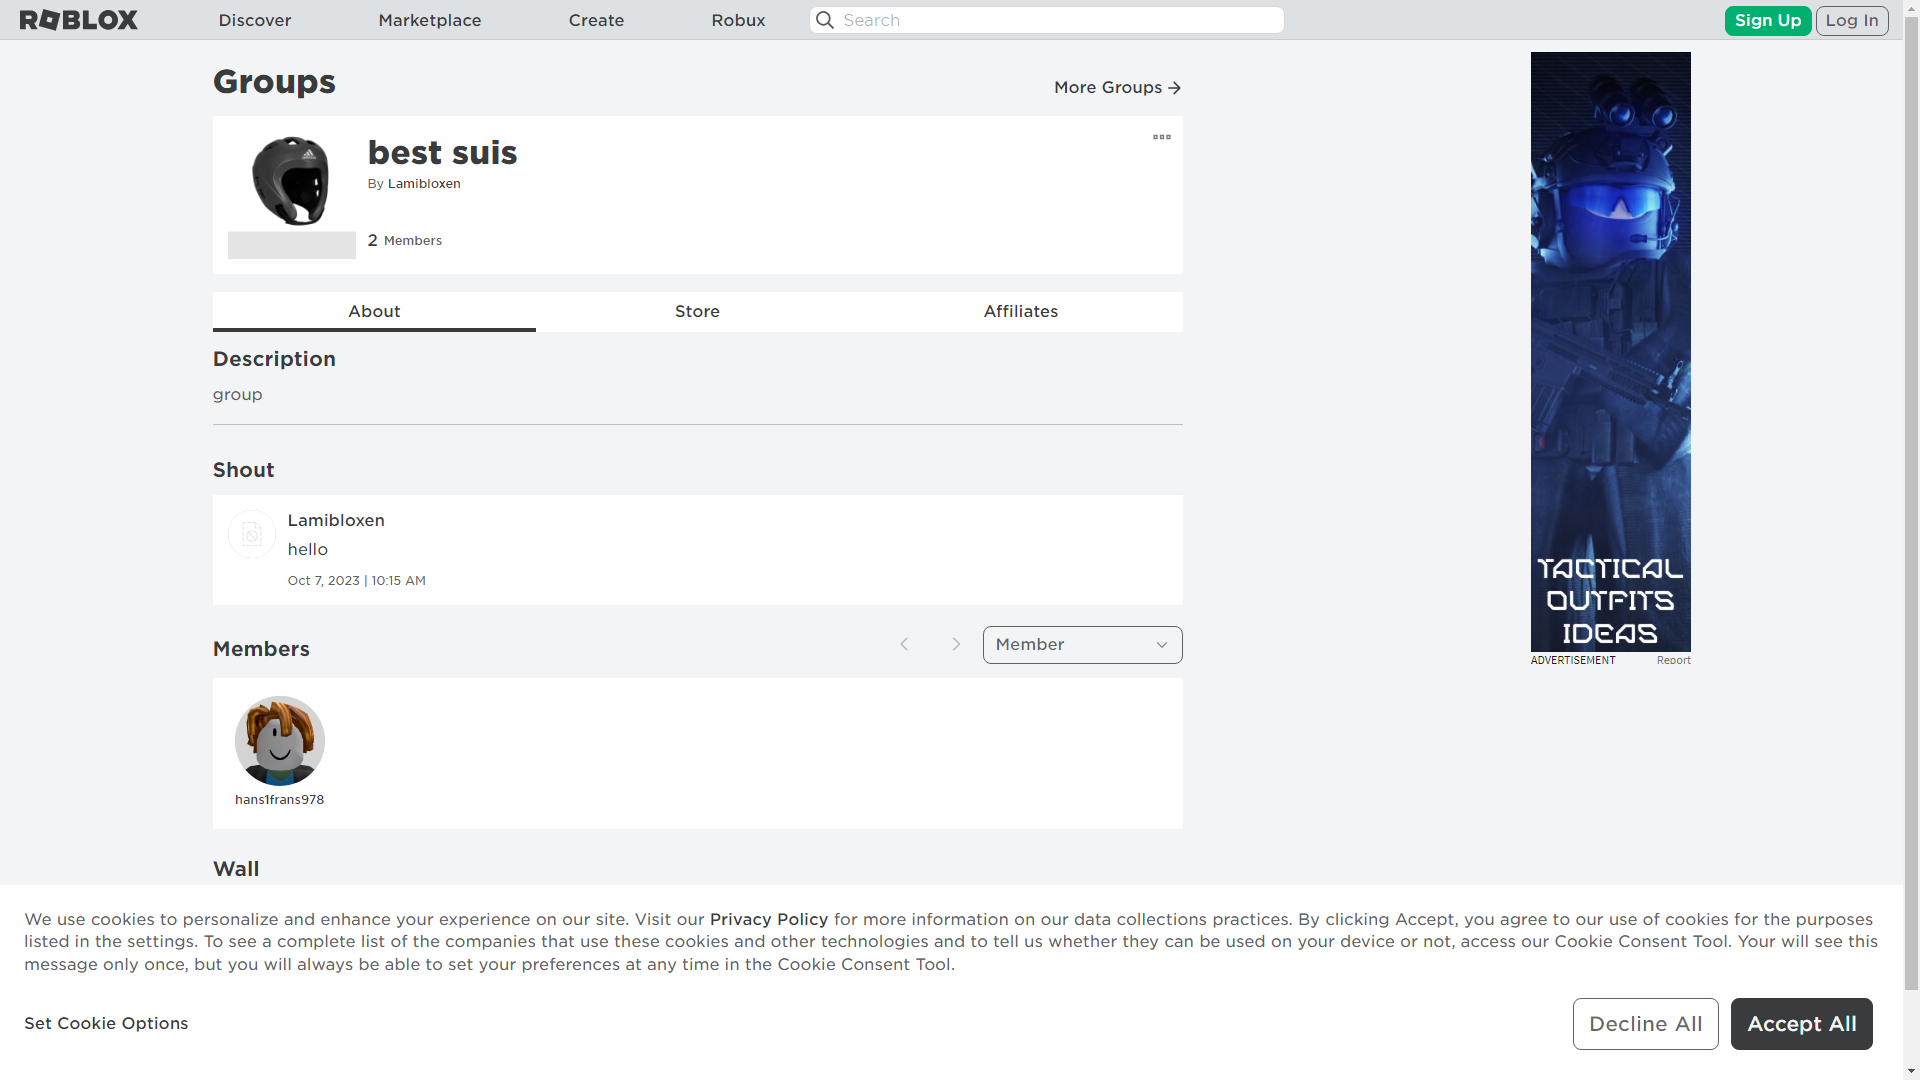 ROBLOX
Discover
Marketplace
Create
Robux
Search
Sign Up
Log In
Groups
More Groups
best suis
By Lamibloxen
2 Members
About
Store
Affiliates
Description
group
Shout
Lamibloxen
hello
Oct 7, 2023 | 10:15 AM
Members
Member
hans1frans978
Wall
TACTICAL
OUTFITS
IDEAS
ADVERTISEMENT
Report
We use cookies to personalize and enhance your experience on our site. Visit our Privacy Policy for more information on our data collections practices. By clicking Accept, you agree to our use of cookies for the purposes
listed in the settings. To see a complete list of the companies that use these cookies and other technologies and to tell us whether they can be used on your device or not, access our Cookie Consent Tool. Your will see this
message only once, but you will always be able to set your preferences at any time in the Cookie Consent Tool.
Set Cookie Options
Decline All
Accept All